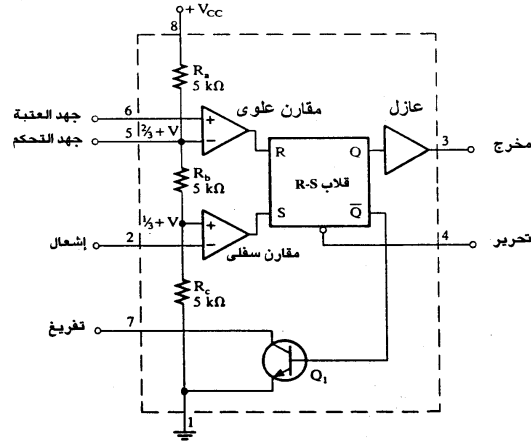 + VCC
8
Ra
5 kΩ
جهد العتبة
6
+
مقارن علوى
عازل
جهد التحكم
5
⅔ + V
−
R
Q
3
مخرج
Rb
5 kΩ
قلاب R-S
⅓ + V
+
S
Q̅
إشعال
2
−
مقارن سفلى
4
تحرير
Rc
5 kΩ
تفريغ
7
Q1
1